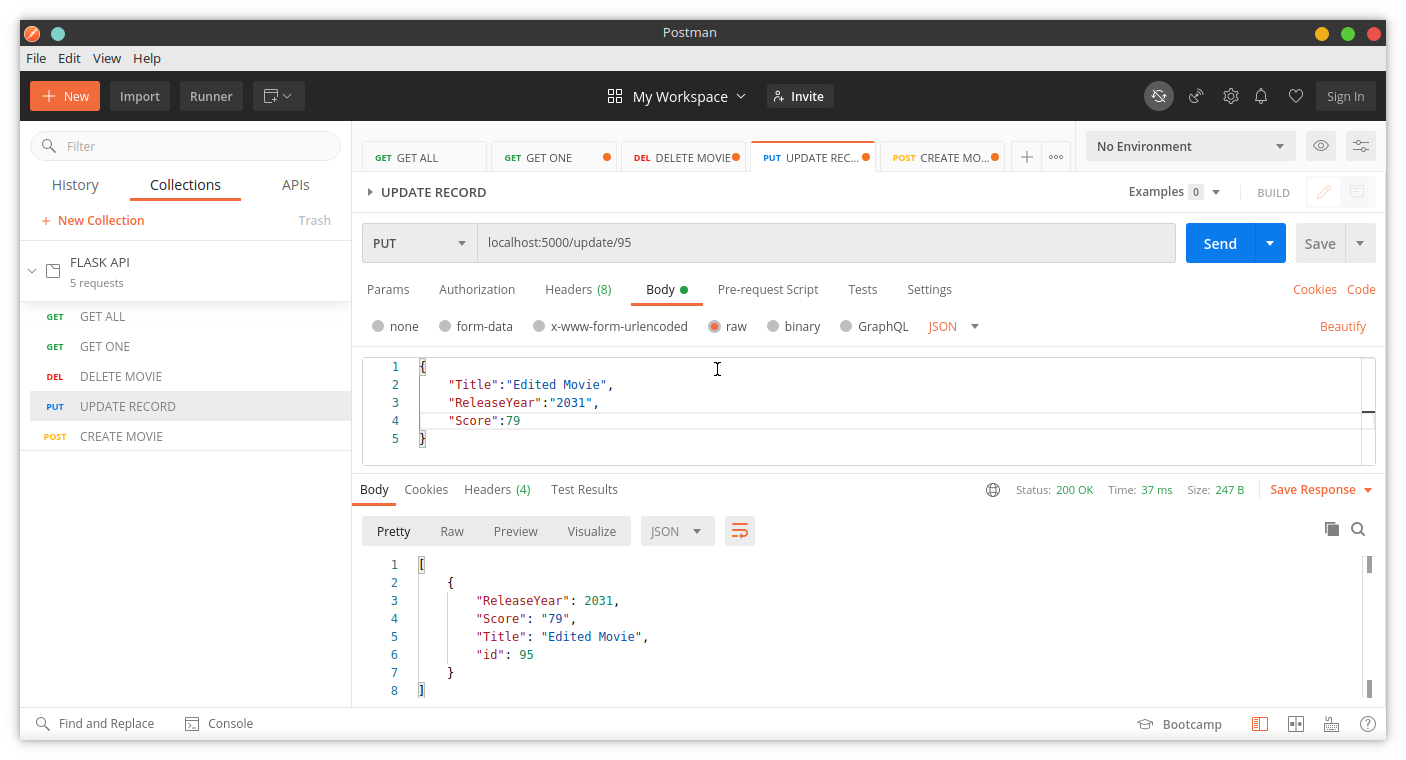 Postman
File Edit View Help
New Import Runner My Workspace Invite Sign In
Filter
History Collections APIs
+ New Collection Trash
FLASK API
5 requests
GET GET ALL
GET GET ONE
DEL DELETE MOVIE
PUT UPDATE RECORD
POST CREATE MOVIE
GET GET ALL GET GET ONE DEL DELETE MOVIE PUT UPDATE REC... POST CREATE MO... No Environment
UPDATE RECORD Examples 0 BUILD
PUT localhost:5000/update/95 Send Save
Params Authorization Headers (8) Body Pre-request Script Tests Settings Cookies Code
none form-data x-www-form-urlencoded raw binary GraphQL JSON Beautify
1 {
2 "Title":"Edited Movie",
3 "ReleaseYear":"2031",
4 "Score":79
5 }
Body Cookies Headers (4) Test Results Status: 200 OK Time: 37 ms Size: 247 B Save Response
Pretty Raw Preview Visualize JSON
1 [
2 {
3 "ReleaseYear": 2031,
4 "Score": "79",
5 "Title": "Edited Movie",
6 "id": 95
7 }
8 ]
Find and Replace Console Bootcamp